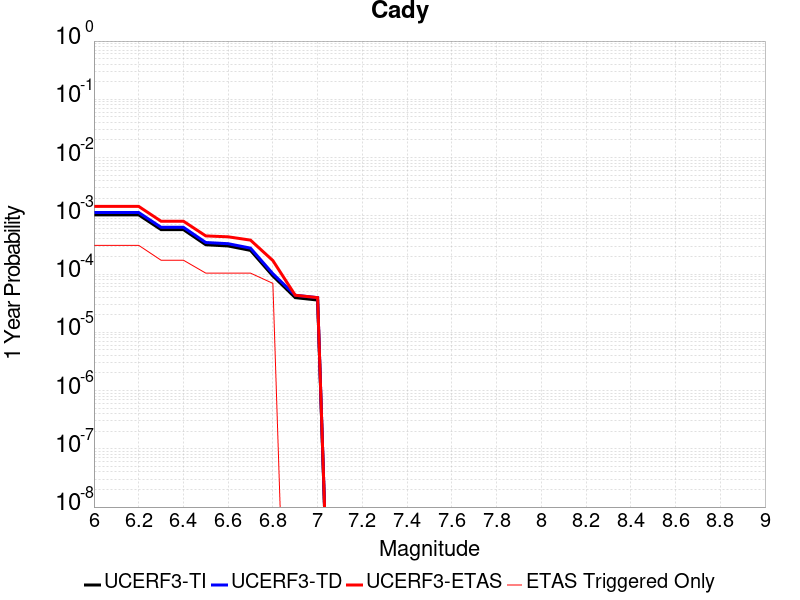 Cady
1 Year Probability
10^0
10^-1
10^-2
10^-3
10^-4
10^-5
10^-6
10^-7
10^-8
6 6.2 6.4 6.6 6.8 7 7.2 7.4 7.6 7.8 8 8.2 8.4 8.6 8.8 9
Magnitude
UCERF3-TI UCERF3-TD UCERF3-ETAS ETAS Triggered Only